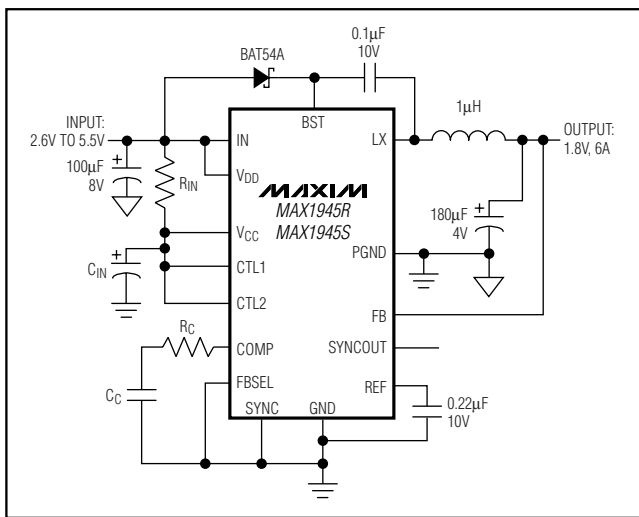 BAT54A
0.1µF
10V
1µH
INPUT:
2.6V TO 5.5V
100µF
8V
RIN
CIN
IN
VDD
VCC
CTL1
CTL2
COMP
FBSEL
SYNC
GND
BST
LX
MAXIM
MAX1945R
MAX1945S
PGND
FB
SYNCOUT
REF
OUTPUT:
1.8V, 6A
180µF
4V
RC
CC
0.22µF
10V